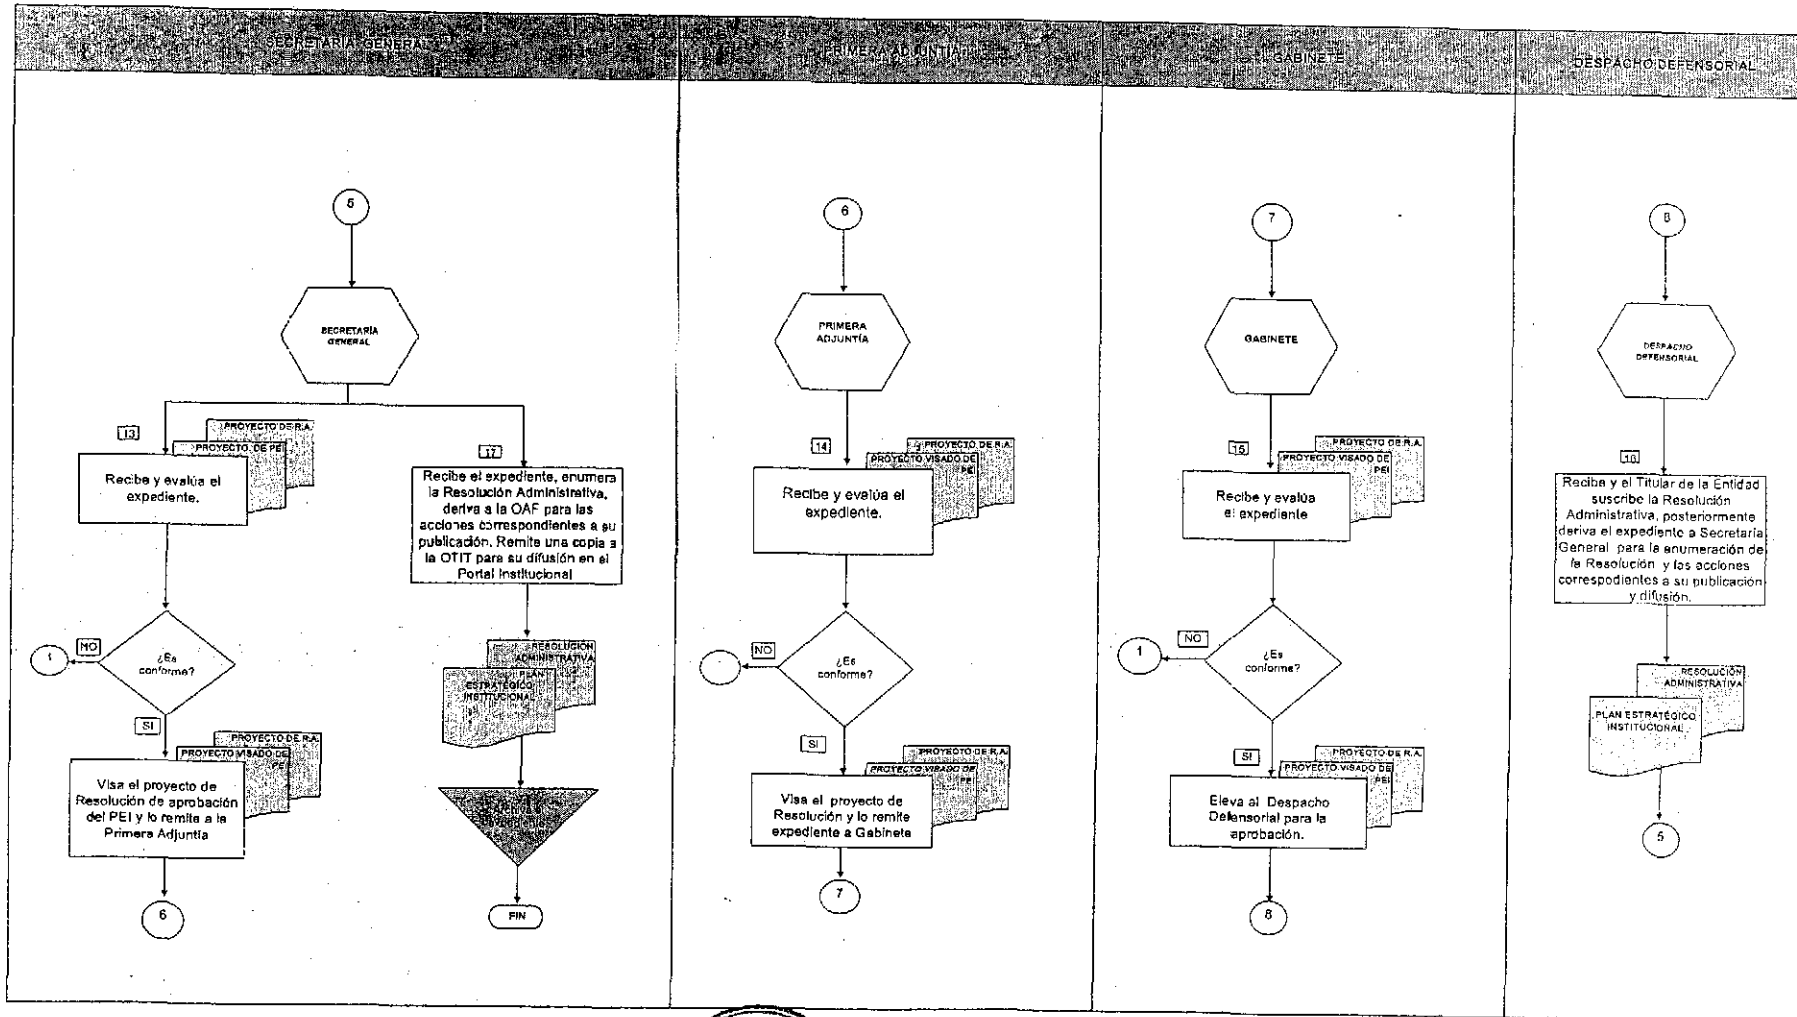 SECRETARÍA GENERAL
PRIMERA ADJUNTÍA
GABINETE
DESPACHO DEFENSORIAL
5
SECRETARÍA
GENERAL
13
PROYECTO DE R.A.
PROYECTO DE PEI
Recibe y evalúa el
expediente.
¿Es
conforme?
NO
1
SI
PROYECTO DE R.A.
PROYECTO VISADO DE
PEI
Visa el proyecto de
Resolución de aprobación
del PEI y lo remite a la
Primera Adjuntía
6
17
Recibe el expediente, enumera
la Resolución Administrativa,
deriva a la OAF para las
acciones correspondientes a su
publicación. Remite una copia a
la OTIT para su difusión en el
Portal Institucional
RESOLUCIÓN
ADMINISTRATIVA
PLAN
ESTRATÉGICO
INSTITUCIONAL
FIN
6
PRIMERA
ADJUNTÍA
14
PROYECTO DE R.A.
PROYECTO VISADO DE
PEI
Recibe y evalúa el
expediente.
¿Es
conforme?
NO
SI
PROYECTO DE R.A.
PROYECTO VISADO DE
PEI
Visa el proyecto de
Resolución y lo remite
expediente a Gabinete
7
7
GABINETE
15
PROYECTO DE R.A.
PROYECTO VISADO DE
PEI
Recibe y evalúa
el expediente
¿Es
conforme?
NO
1
SI
PROYECTO DE R.A.
PROYECTO VISADO DE
PEI
Eleva al Despacho
Defensorial para la
aprobación.
8
8
DESPACHO
DEFENSORIAL
16
Recibe y el Titular de la Entidad
suscribe la Resolución
Administrativa, posteriormente
deriva el expediente a Secretaría
General para la enumeración de
la Resolución y las acciones
correspodientes a su publicación
y difusión.
RESOLUCIÓN
ADMINISTRATIVA
PLAN ESTRATÉGICO
INSTITUCIONAL
5